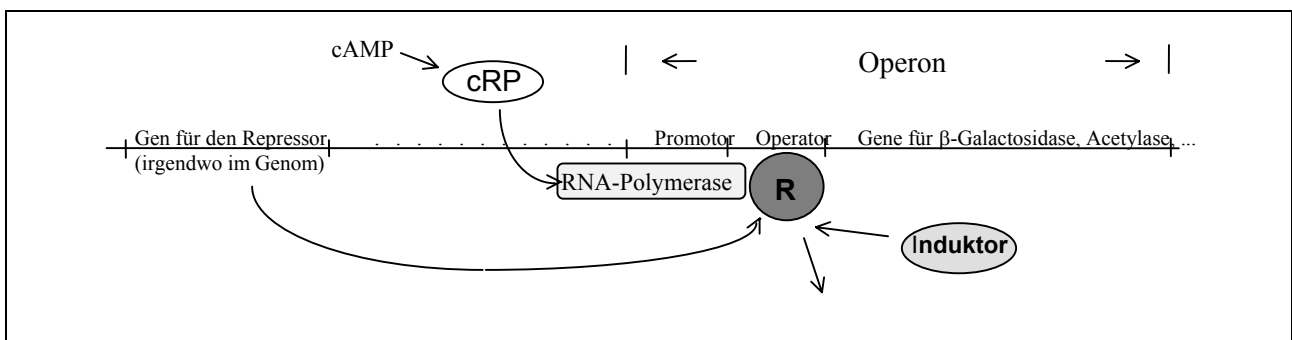 cAMP
cRP
Operon
Gen für den Repressor
(irgendwo im Genom)
Promotor
Operator
Gene für β-Galactosidase, Acetylase, ...
RNA-Polymerase
R
Induktor